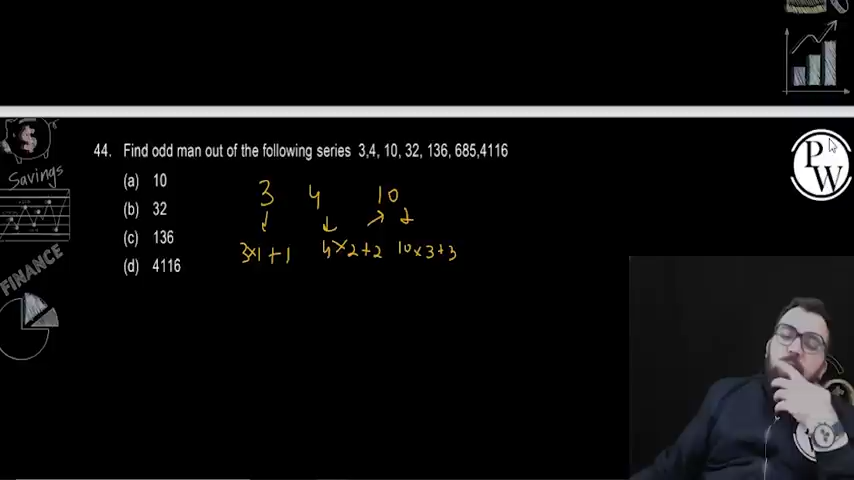 $
Savings
FINANCE
PW
44. Find odd man out of the following series 3,4, 10, 32, 136, 685,4116
(a) 10
(b) 32
(c) 136
(d) 4116
3 4 10
3×1+1 4×2+2 10×3+3